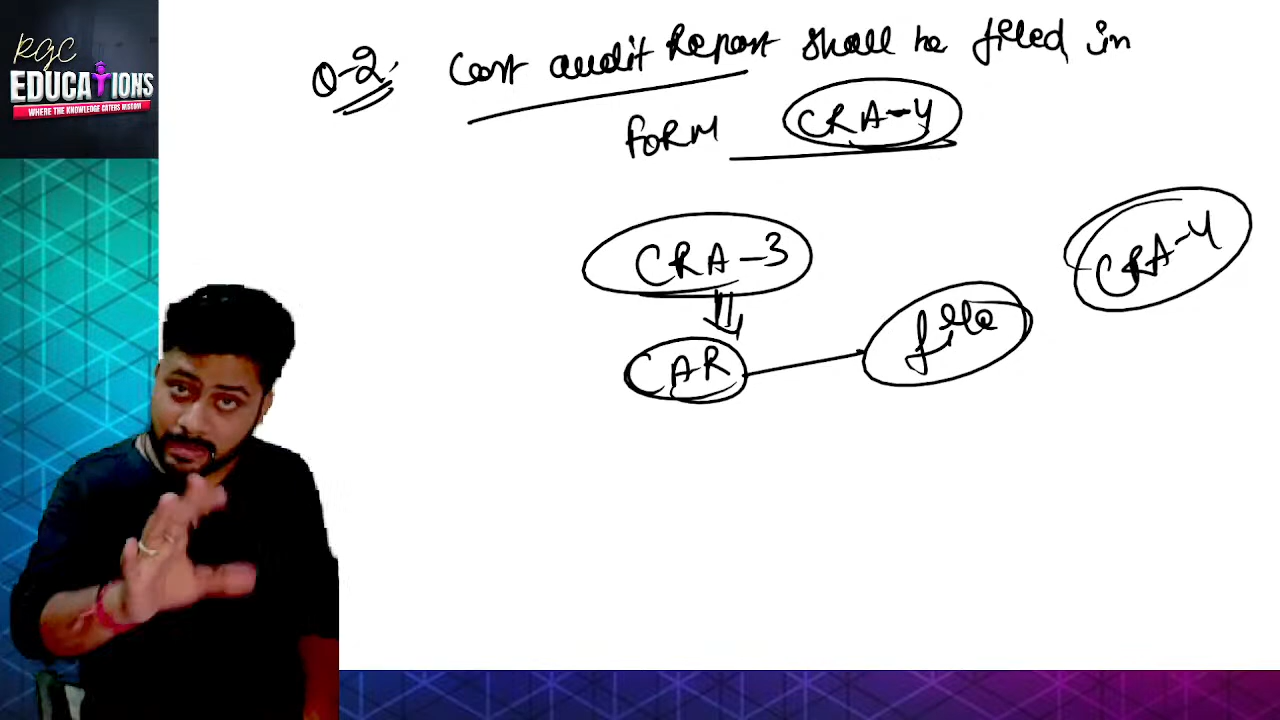 RGC
EDUCATIONS
WHERE THE KNOWLEDGE CATERS WISDOM
Q-2. Cost audit Report shall be filed in
FORM CRA-4
CRA-3
CRA-4
CAR
file